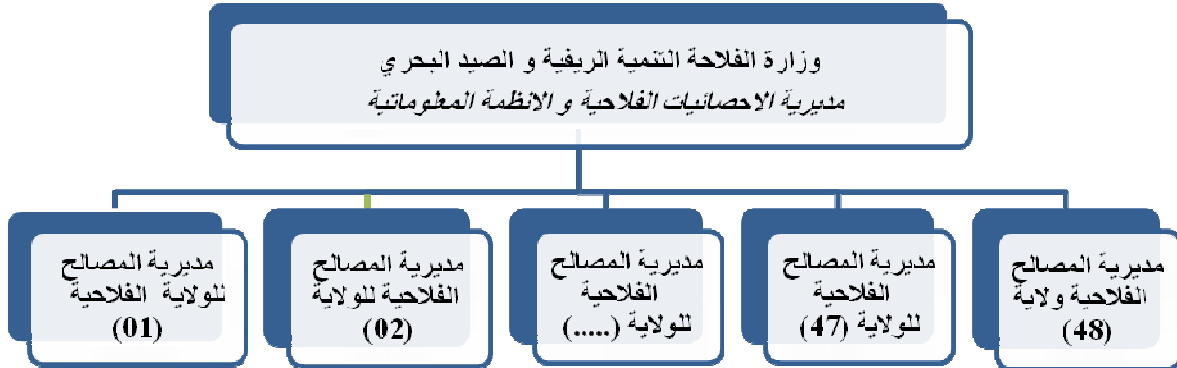 وزارة الفلاحة التنمية الريفية و الصيد البحري
مديرية الاحصائيات الفلاحية و الانظمة المعلوماتية
مديرية المصالح
الفلاحية ولاية
(48)
مديرية المصالح
الفلاحية
للولاية (47)
مديرية المصالح
الفلاحية
للولاية (.....)
مديرية المصالح
الفلاحية للولاية
(02)
مديرية المصالح
للولاية الفلاحية
(01)